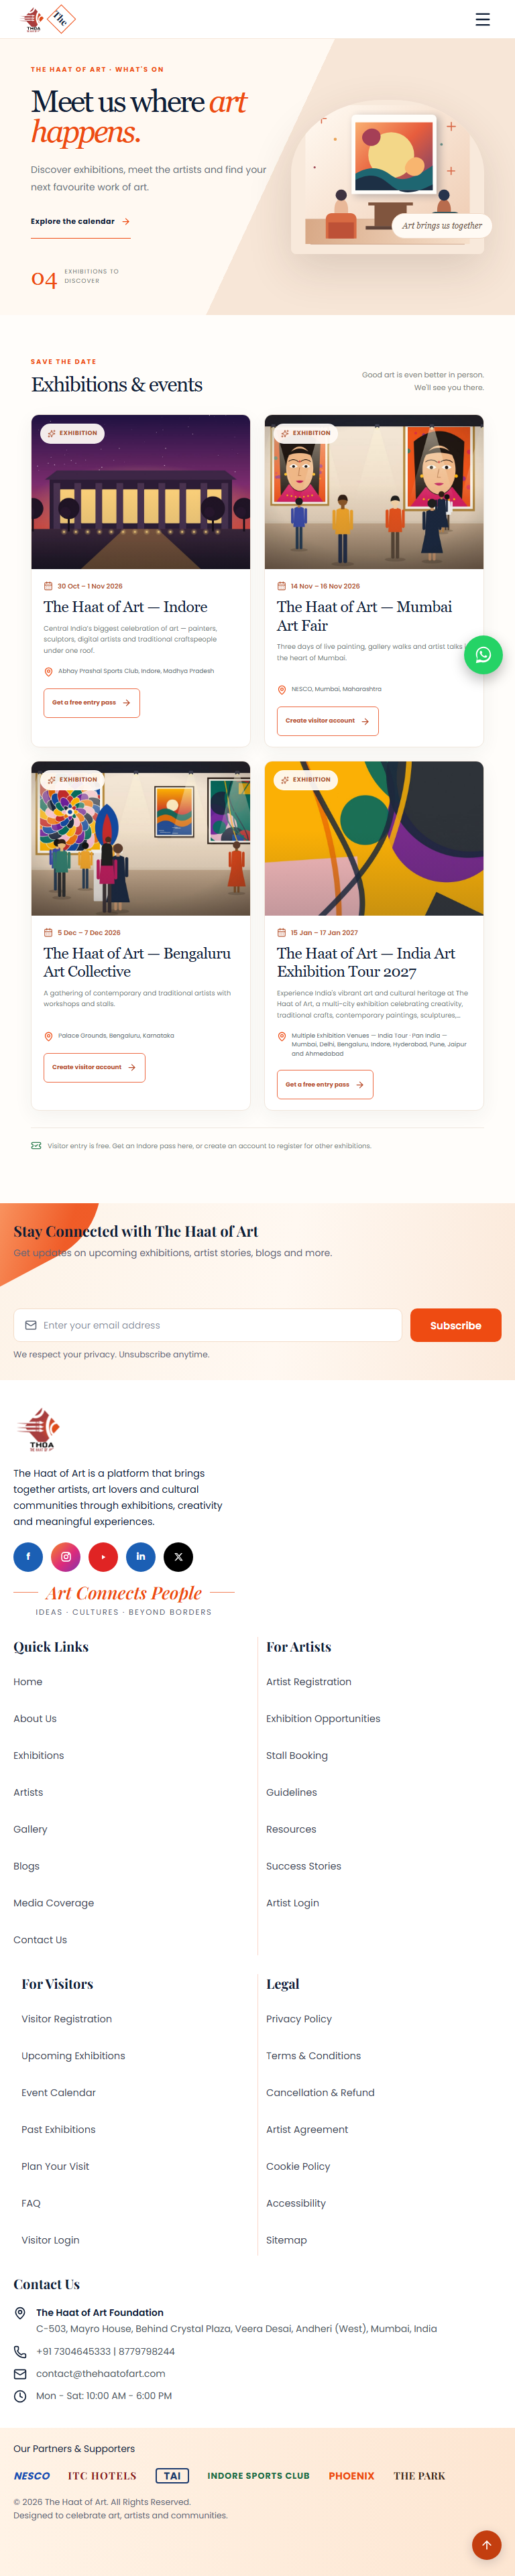 THOA
The
THE HAAT OF ART · WHAT'S ON
Meet us where art
happens.
Discover exhibitions, meet the artists and find your
next favourite work of art.
Explore the calendar
Art brings us together
04 EXHIBITIONS TO
DISCOVER
SAVE THE DATE
Exhibitions & events
Good art is even better in person.
We'll see you there.
EXHIBITION
30 Oct – 1 Nov 2026
The Haat of Art — Indore
Central India's biggest celebration of art — painters,
sculptors, digital artists and traditional craftspeople
under one roof.
Abhay Prashal Sports Club, Indore, Madhya Pradesh
Get a free entry pass
EXHIBITION
14 Nov – 16 Nov 2026
The Haat of Art — Mumbai
Art Fair
Three days of live painting, gallery walks and artist talks
the heart of Mumbai.
NESCO, Mumbai, Maharashtra
Create visitor account
EXHIBITION
5 Dec – 7 Dec 2026
The Haat of Art — Bengaluru
Art Collective
A gathering of contemporary and traditional artists with
workshops and stalls.
Palace Grounds, Bengaluru, Karnataka
Create visitor account
EXHIBITION
15 Jan – 17 Jan 2027
The Haat of Art — India Art
Exhibition Tour 2027
Experience India's vibrant art and cultural heritage at The
Haat of Art, a multi-city exhibition celebrating creativity,
traditional crafts, contemporary paintings, sculptures,...
Multiple Exhibition Venues — India Tour · Pan India —
Mumbai, Delhi, Bengaluru, Indore, Hyderabad, Pune, Jaipur
and Ahmedabad
Get a free entry pass
Visitor entry is free. Get an Indore pass here, or create an account to register for other exhibitions.
Stay Connected with The Haat of Art
Get updates on upcoming exhibitions, artist stories, blogs and more.
Enter your email address
Subscribe
We respect your privacy. Unsubscribe anytime.
THOA
THE HAAT OF ART
The Haat of Art is a platform that brings
together artists, art lovers and cultural
communities through exhibitions, creativity
and meaningful experiences.
Art Connects People
IDEAS · CULTURES · BEYOND BORDERS
Quick Links
Home
About Us
Exhibitions
Artists
Gallery
Blogs
Media Coverage
Contact Us
For Artists
Artist Registration
Exhibition Opportunities
Stall Booking
Guidelines
Resources
Success Stories
Artist Login
For Visitors
Visitor Registration
Upcoming Exhibitions
Event Calendar
Past Exhibitions
Plan Your Visit
FAQ
Visitor Login
Legal
Privacy Policy
Terms & Conditions
Cancellation & Refund
Artist Agreement
Cookie Policy
Accessibility
Sitemap
Contact Us
The Haat of Art Foundation
C-503, Mayro House, Behind Crystal Plaza, Veera Desai, Andheri (West), Mumbai, India
+91 7304645333 | 8779798244
contact@thehaatofart.com
Mon - Sat: 10:00 AM - 6:00 PM
Our Partners & Supporters
NESCO ITC HOTELS TAI INDORE SPORTS CLUB PHOENIX THE PARK
© 2026 The Haat of Art. All Rights Reserved.
Designed to celebrate art, artists and communities.